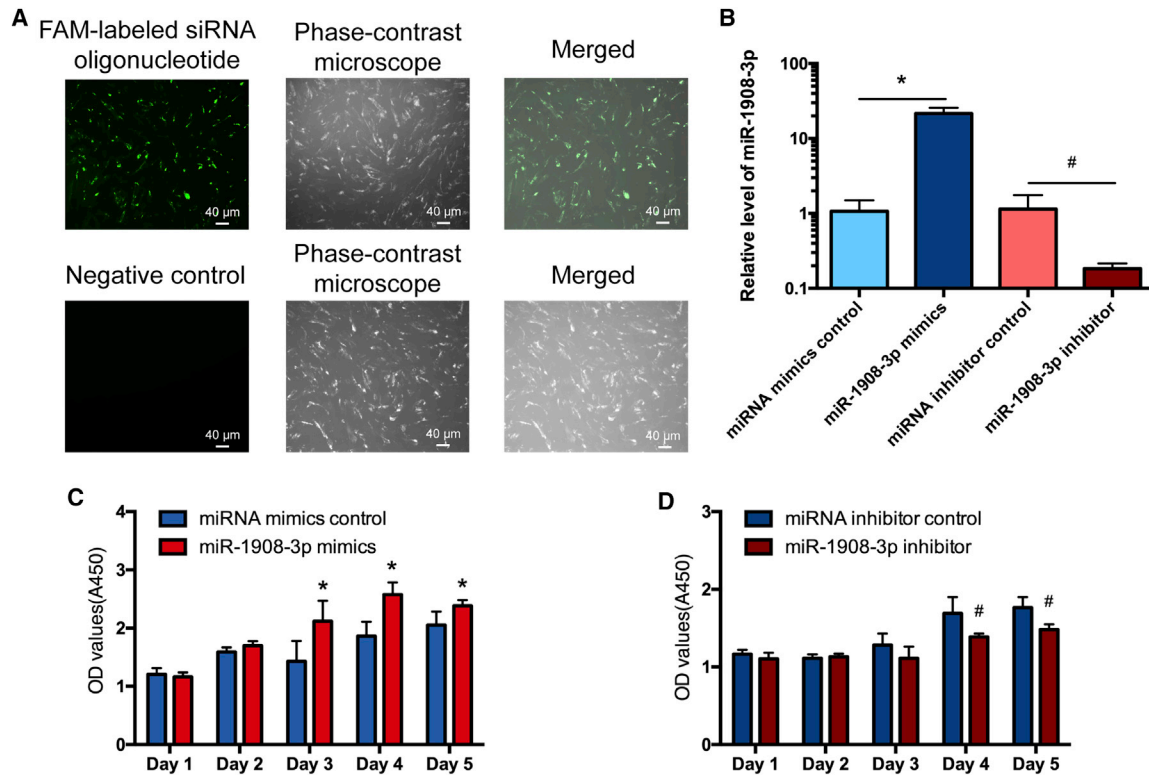 A
FAM-labeled siRNA
oligonucleotide
Phase-contrast
microscope
Merged
40 µm
40 µm
40 µm
Negative control
Phase-contrast
microscope
Merged
40 µm
40 µm
40 µm
B
Relative level of miR-1908-3p
100
10
1
0.1
*
#
miRNA mimics control
miR-1908-3p mimics
miRNA inhibitor control
miR-1908-3p inhibitor
C
OD values(A450)
4
3
2
1
0
miRNA mimics control
miR-1908-3p mimics
*
*
*
Day 1 Day 2 Day 3 Day 4 Day 5
D
OD values(A450)
3
2
1
0
miRNA inhibitor control
miR-1908-3p inhibitor
#
#
Day 1 Day 2 Day 3 Day 4 Day 5